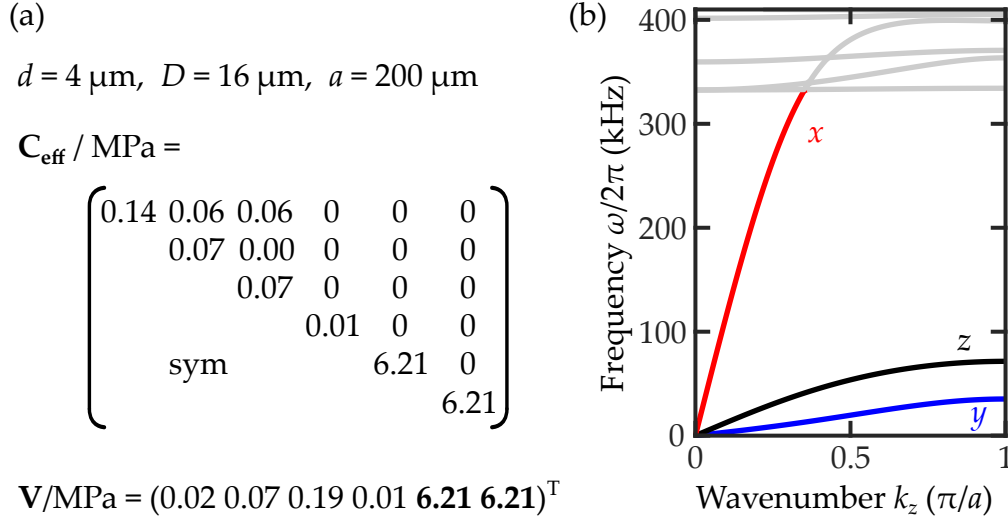 (a)
d = 4 μm, D = 16 μm, a = 200 μm
C_eff / MPa =
0.14 0.06 0.06 0 0 0
0.07 0.00 0 0 0
0.07 0 0 0
0.01 0 0
sym 6.21 0
6.21
V/MPa = (0.02 0.07 0.19 0.01 6.21 6.21)^T
(b)
Frequency ω/2π (kHz)
400
300
200
100
0
x
z
y
0 0.5 1
Wavenumber k_z (π/a)